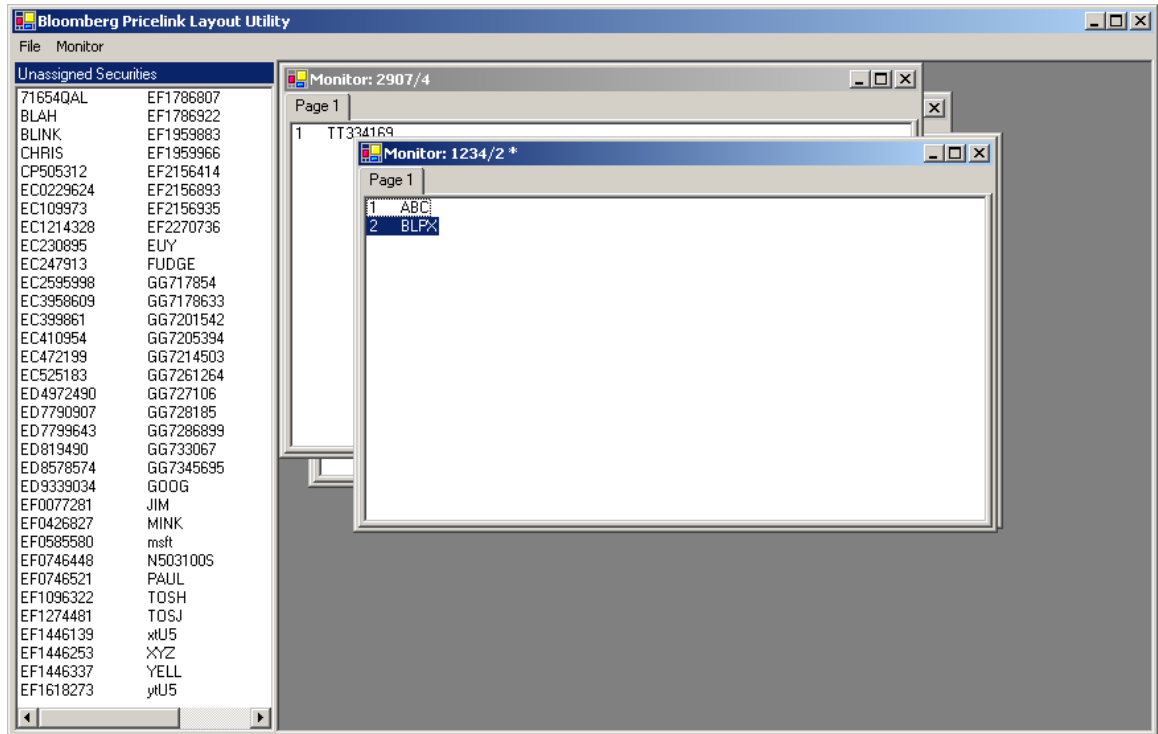 Bloomberg Pricelink Layout Utility
File Monitor
Unassigned Securities
71654QAL EF1786807
BLAH EF1786922
BLINK EF1959883
CHRIS EF1959966
CP505312 EF2156414
EC0229624 EF2156893
EC109973 EF2156935
EC1214328 EF2270736
EC230895 EUY
EC247913 FUDGE
EC2595998 GG717854
EC3958609 GG7178633
EC399861 GG7201542
EC410954 GG7205394
EC472199 GG7214503
EC525183 GG7261264
ED4972490 GG727106
ED7790907 GG728185
ED7799643 GG7286899
ED819490 GG733067
ED8578574 GG7345695
ED9339034 GOOG
EF0077281 JIM
EF0426827 MINK
EF0585580 msft
EF0746448 N503100S
EF0746521 PAUL
EF1096322 TOSH
EF1274481 TOSJ
EF1446139 xtU5
EF1446253 XYZ
EF1446337 YELL
EF1618273 ytU5
Monitor: 2907/4
Page 1
1 TT334169
Monitor: 1234/2 *
Page 1
1 ABC
2 BLPX